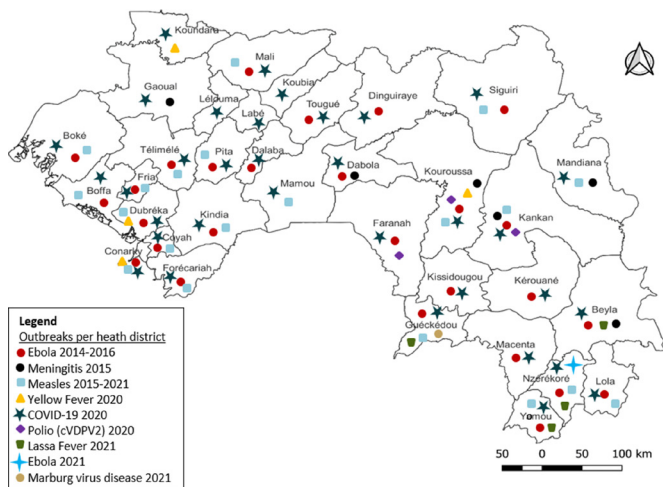 Koundara
Mali
Gaoual
Koubia
Siguiri
Lélouma
Labé
Tougué
Dinguiraye
Boké
Télimélé
Pita
Dalaba
Dabola
Kouroussa
Mandiana
Fria
Boffa
Mamou
Dubréka
Kindia
Kankan
Faranah
Coyah
Conarky
Forécariah
Kissidougou
Kérouané
Beyla
Guéckédou
Macenta
Nzérékoré
Lola
Yomou
Legend
Outbreaks per heath district
Ebola 2014-2016
Meningitis 2015
Measles 2015-2021
Yellow Fever 2020
COVID-19 2020
Polio (cVDPV2) 2020
Lassa Fever 2021
Ebola 2021
Marburg virus disease 2021
50 0 50 100 km